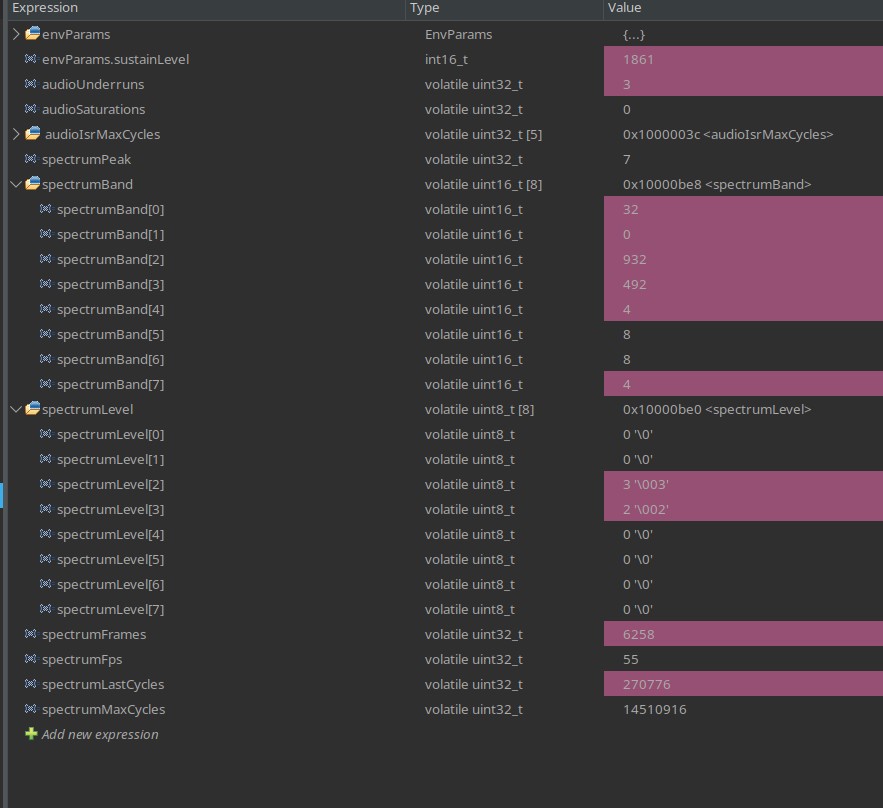 Expression Type Value
envParams EnvParams {...}
envParams.sustainLevel int16_t 1861
audioUnderruns volatile uint32_t 3
audioSaturations volatile uint32_t 0
audioIsrMaxCycles volatile uint32_t [5] 0x1000003c <audioIsrMaxCycles>
spectrumPeak volatile uint32_t 7
spectrumBand volatile uint16_t [8] 0x10000be8 <spectrumBand>
spectrumBand[0] volatile uint16_t 32
spectrumBand[1] volatile uint16_t 0
spectrumBand[2] volatile uint16_t 932
spectrumBand[3] volatile uint16_t 492
spectrumBand[4] volatile uint16_t 4
spectrumBand[5] volatile uint16_t 8
spectrumBand[6] volatile uint16_t 8
spectrumBand[7] volatile uint16_t 4
spectrumLevel volatile uint8_t [8] 0x10000be0 <spectrumLevel>
spectrumLevel[0] volatile uint8_t 0 '\0'
spectrumLevel[1] volatile uint8_t 0 '\0'
spectrumLevel[2] volatile uint8_t 3 '\003'
spectrumLevel[3] volatile uint8_t 2 '\002'
spectrumLevel[4] volatile uint8_t 0 '\0'
spectrumLevel[5] volatile uint8_t 0 '\0'
spectrumLevel[6] volatile uint8_t 0 '\0'
spectrumLevel[7] volatile uint8_t 0 '\0'
spectrumFrames volatile uint32_t 6258
spectrumFps volatile uint32_t 55
spectrumLastCycles volatile uint32_t 270776
spectrumMaxCycles volatile uint32_t 14510916
Add new expression